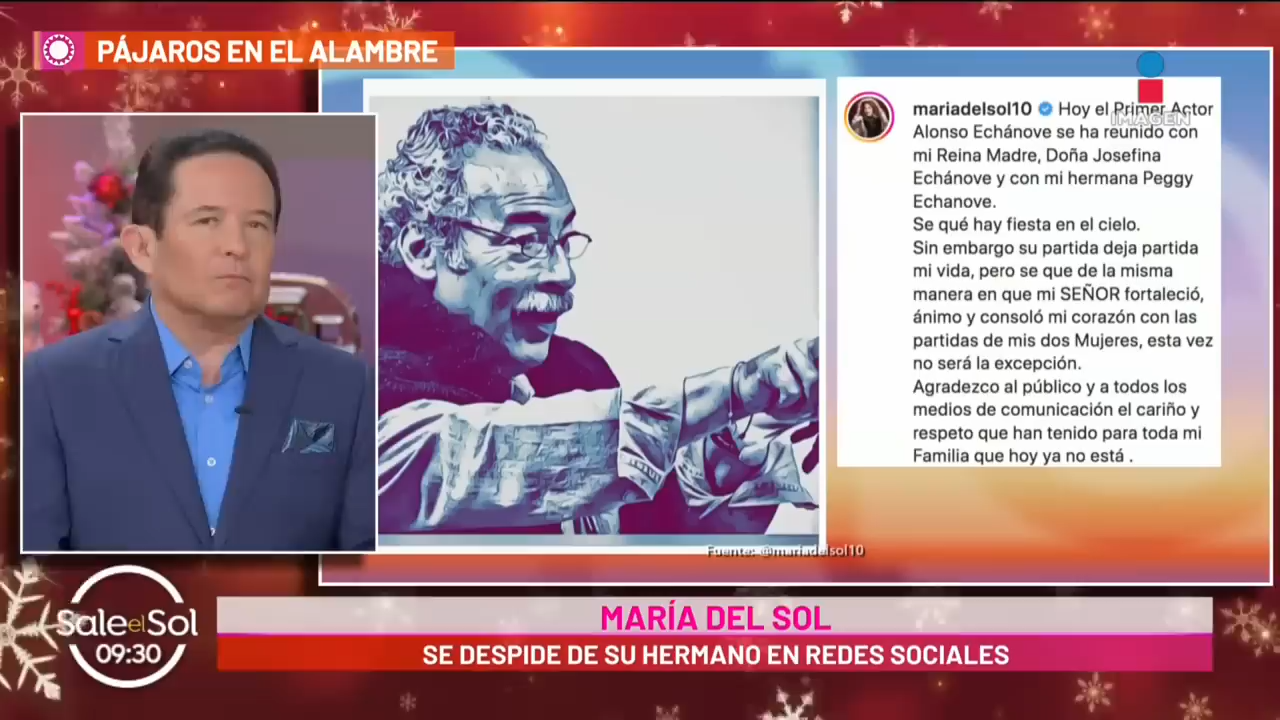 PÁJAROS EN EL ALAMBRE
IMAGEN
mariadelsol10 Hoy el Primer Actor
Alonso Echánove se ha reunido con
mi Reina Madre, Doña Josefina
Echánove y con mi hermana Peggy
Echanove.
Se qué hay fiesta en el cielo.
Sin embargo su partida deja partida
mi vida, pero se que de la misma
manera en que mi SEÑOR fortaleció,
ánimo y consoló mi corazón con las
partidas de mis dos Mujeres, esta vez
no será la excepción.
Agradezco al público y a todos los
medios de comunicación el cariño y
respeto que han tenido para toda mi
Familia que hoy ya no está .
Fuente: @mariadelsol10
Sale el Sol
09:30
MARÍA DEL SOL
SE DESPIDE DE SU HERMANO EN REDES SOCIALES